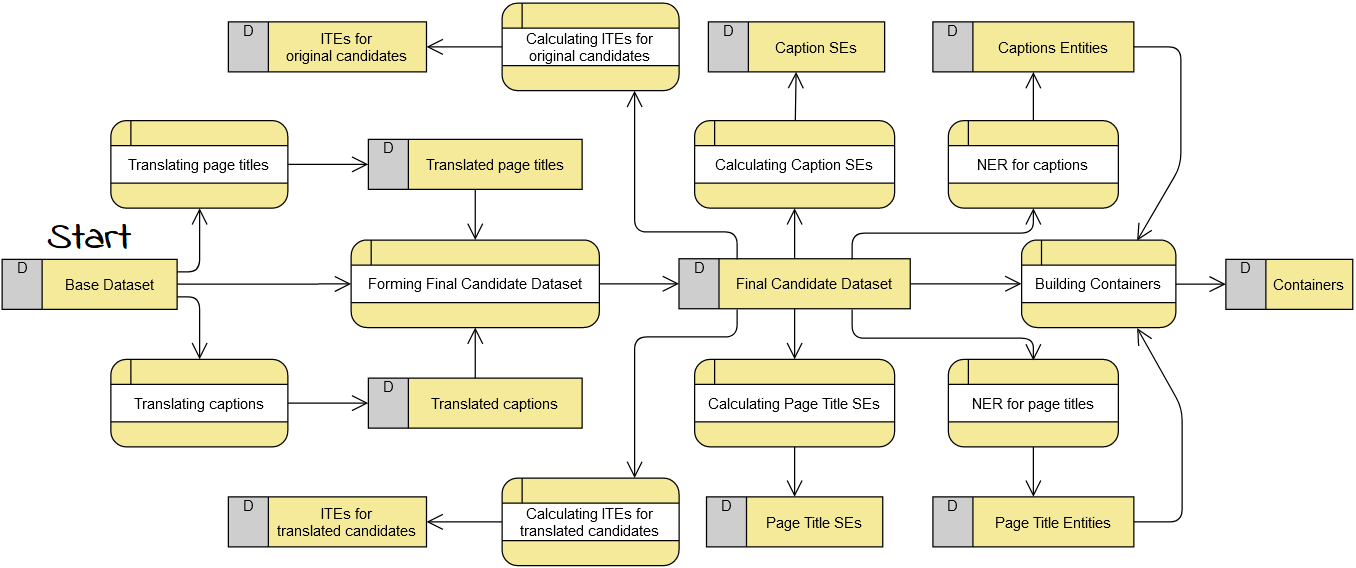 D
ITEs for
original candidates
Calculating ITEs for
original candidates
D
Caption SEs
D
Captions Entities
Translating page titles
D
Translated page titles
Calculating Caption SEs
NER for captions
Start
D
Base Dataset
Forming Final Candidate Dataset
D
Final Candidate Dataset
Building Containers
D
Containers
Translating captions
D
Translated captions
Calculating Page Title SEs
NER for page titles
D
ITEs for
translated candidates
Calculating ITEs for
translated candidates
D
Page Title SEs
D
Page Title Entities